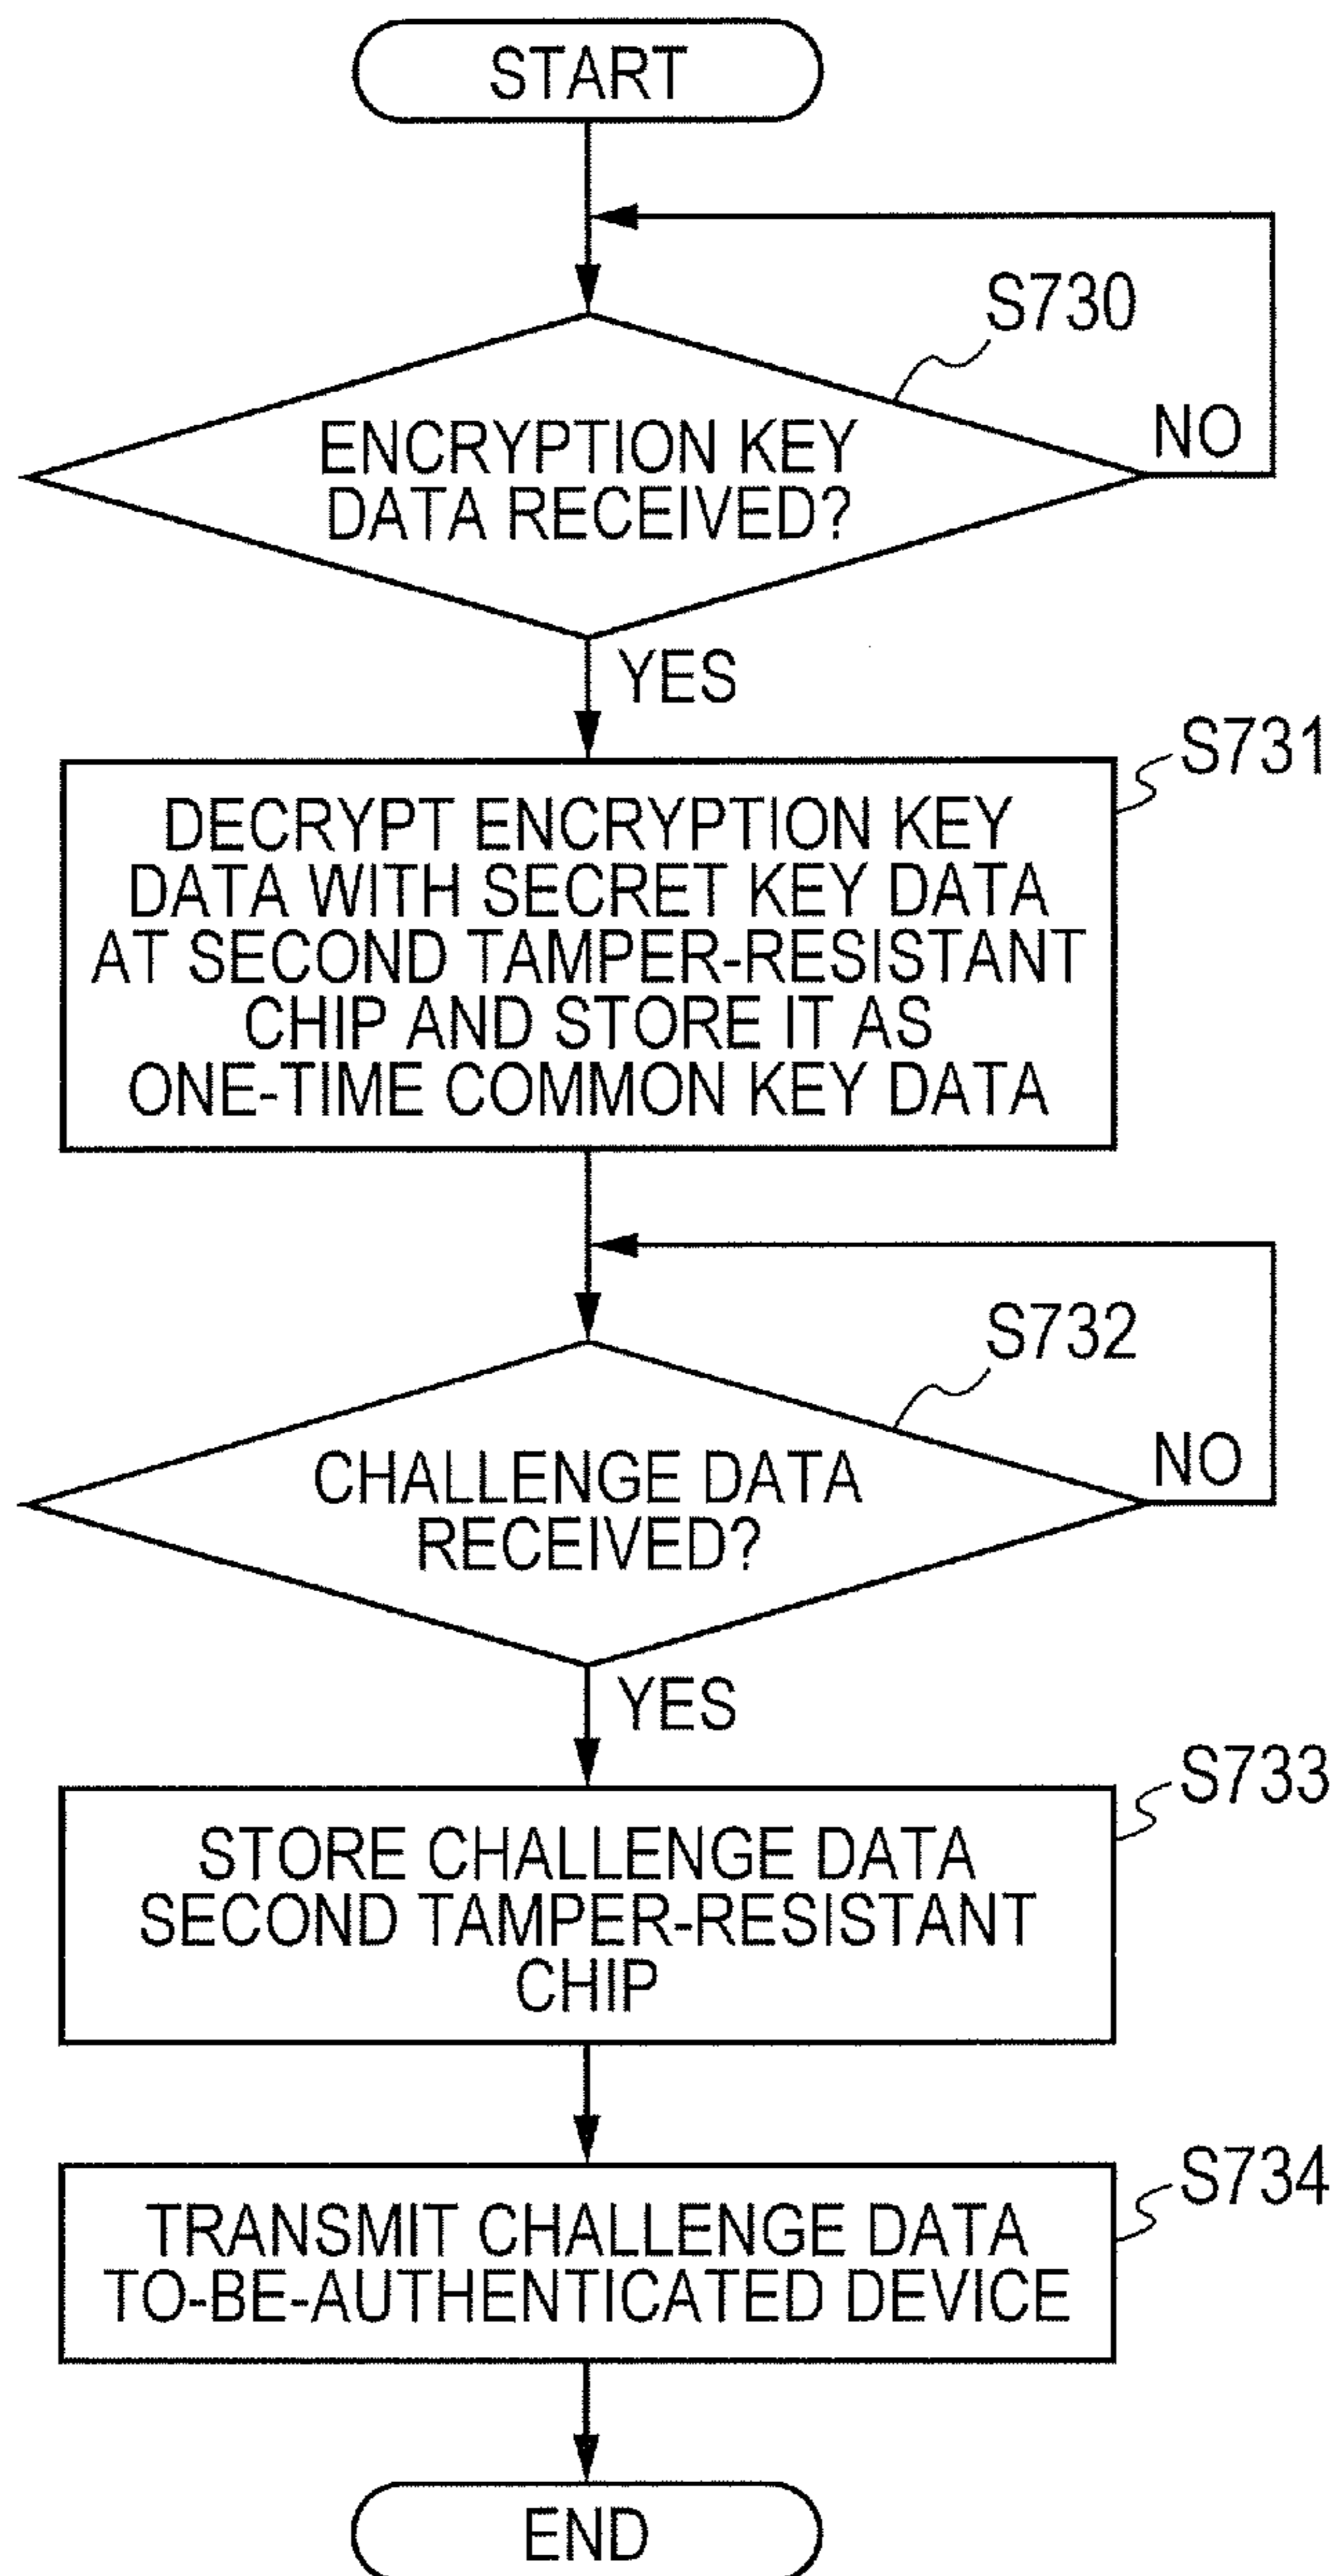 START
S730
NO
ENCRYPTION KEY
DATA RECEIVED?
YES
S731
DECRYPT ENCRYPTION KEY
DATA WITH SECRET KEY DATA
AT SECOND TAMPER-RESISTANT
CHIP AND STORE IT AS
ONE-TIME COMMON KEY DATA
S732
NO
CHALLENGE DATA
RECEIVED?
YES
S733
STORE CHALLENGE DATA
SECOND TAMPER-RESISTANT
CHIP
S734
TRANSMIT CHALLENGE DATA
TO-BE-AUTHENTICATED DEVICE
END